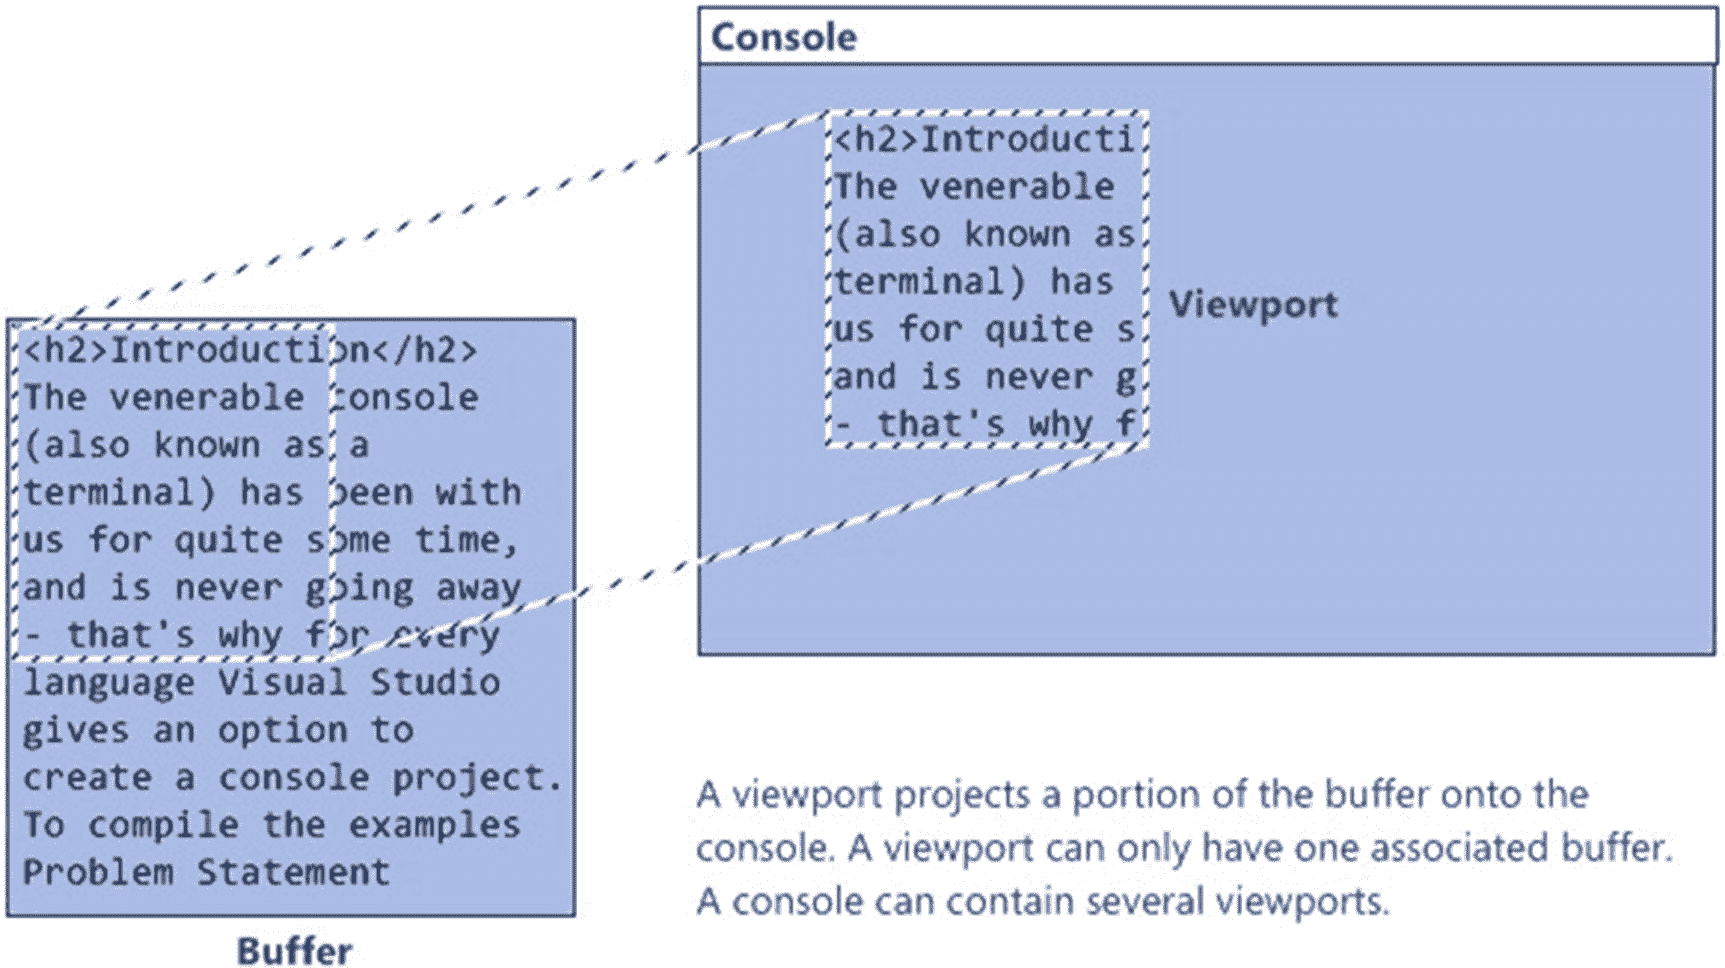 Console
<h2>Introducti
The venerable
(also known as
terminal) has
us for quite s
and is never g
- that's why f
Viewport
<h2>Introduction</h2>
The venerable console
(also known as a
terminal) has been with
us for quite some time,
and is never going away
- that's why for every
language Visual Studio
gives an option to
create a console project.
To compile the examples
Problem Statement
Buffer
A viewport projects a portion of the buffer onto the
console. A viewport can only have one associated buffer.
A console can contain several viewports.